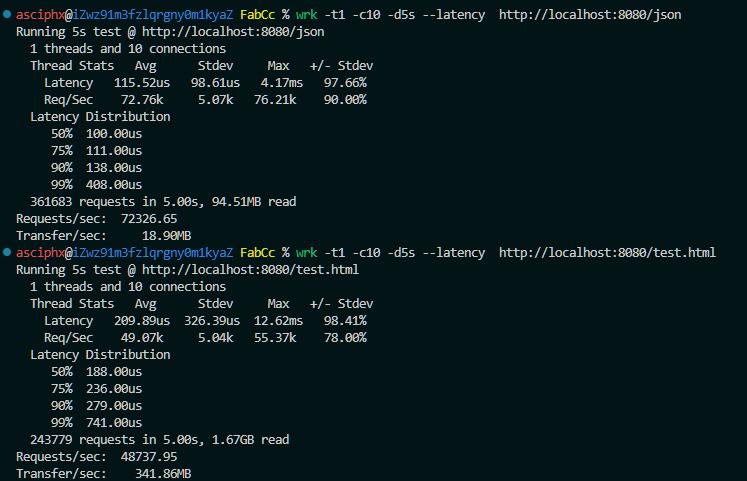 asciphx@iZwz91m3fzlqrgny0m1kyaZ FabCc % wrk -t1 -c10 -d5s --latency  http://localhost:8080/json
Running 5s test @ http://localhost:8080/json
  1 threads and 10 connections
  Thread Stats   Avg      Stdev     Max   +/- Stdev
    Latency   115.52us   98.61us   4.17ms   97.66%
    Req/Sec    72.76k     5.07k   76.21k    90.00%
  Latency Distribution
     50%  100.00us
     75%  111.00us
     90%  138.00us
     99%  408.00us
  361683 requests in 5.00s, 94.51MB read
Requests/sec:  72326.65
Transfer/sec:     18.90MB
asciphx@iZwz91m3fzlqrgny0m1kyaZ FabCc % wrk -t1 -c10 -d5s --latency  http://localhost:8080/test.html
Running 5s test @ http://localhost:8080/test.html
  1 threads and 10 connections
  Thread Stats   Avg      Stdev     Max   +/- Stdev
    Latency   209.89us  326.39us  12.62ms   98.41%
    Req/Sec    49.07k     5.04k   55.37k    78.00%
  Latency Distribution
     50%  188.00us
     75%  236.00us
     90%  279.00us
     99%  741.00us
  243779 requests in 5.00s, 1.67GB read
Requests/sec:  48737.95
Transfer/sec:    341.86MB